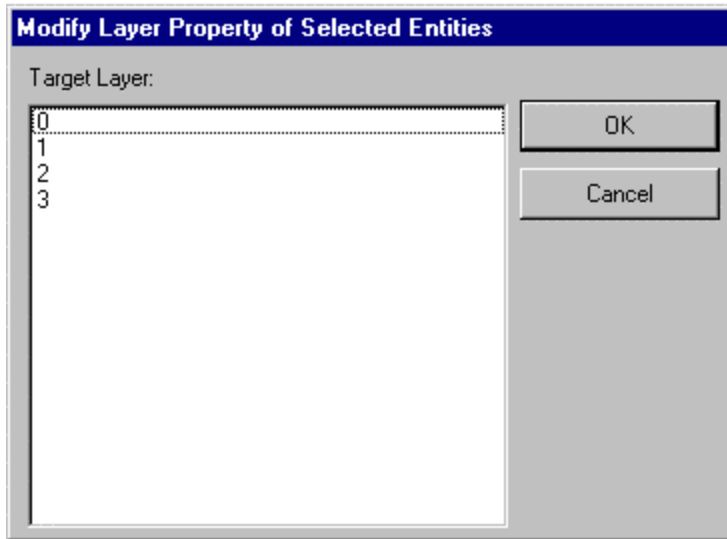 Modify Layer Property of Selected Entities
Target Layer:
0
1
2
3
OK
Cancel